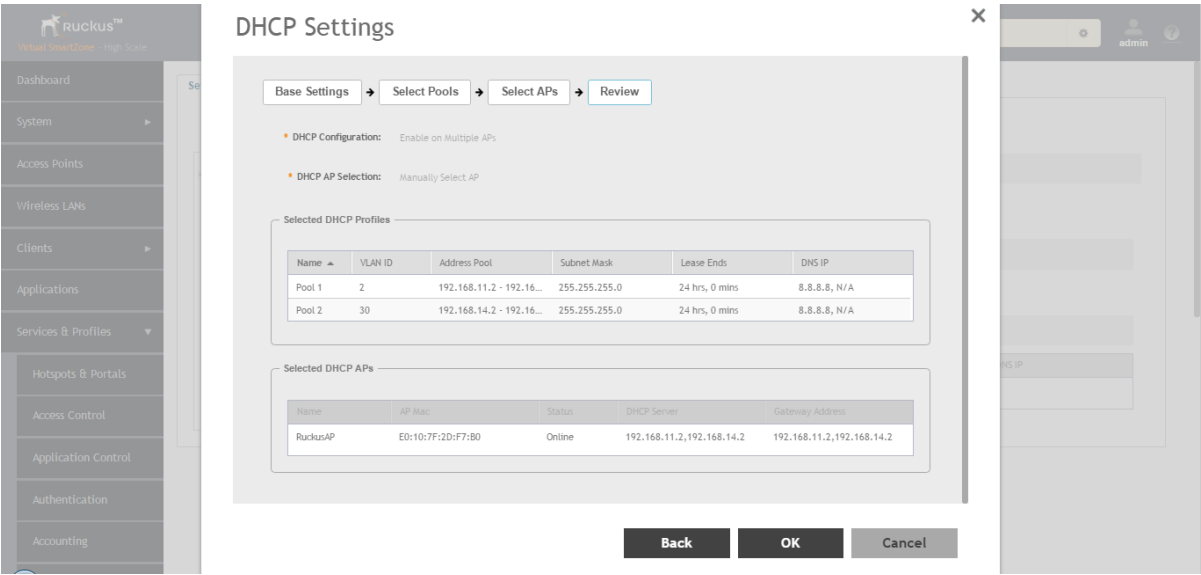 DHCP Settings
Ruckus™
Virtual SmartZone - High Scale
admin
Dashboard
System
Access Points
Wireless LANs
Clients
Applications
Services & Profiles
Hotspots & Portals
Access Control
Application Control
Authentication
Accounting
Se
Base Settings → Select Pools → Select APs → Review
* DHCP Configuration: Enable on Multiple APs
* DHCP AP Selection: Manually Select AP
Selected DHCP Profiles
Name VLAN ID Address Pool Subnet Mask Lease Ends DNS IP
Pool 1 2 192.168.11.2 - 192.16... 255.255.255.0 24 hrs, 0 mins 8.8.8.8, N/A
Pool 2 30 192.168.14.2 - 192.16... 255.255.255.0 24 hrs, 0 mins 8.8.8.8, N/A
Selected DHCP APs
Name AP Mac Status DHCP Server Gateway Address
RuckusAP E0:10:7F:2D:F7:B0 Online 192.168.11.2,192.168.14.2 192.168.11.2,192.168.14.2
NS IP
Back OK Cancel